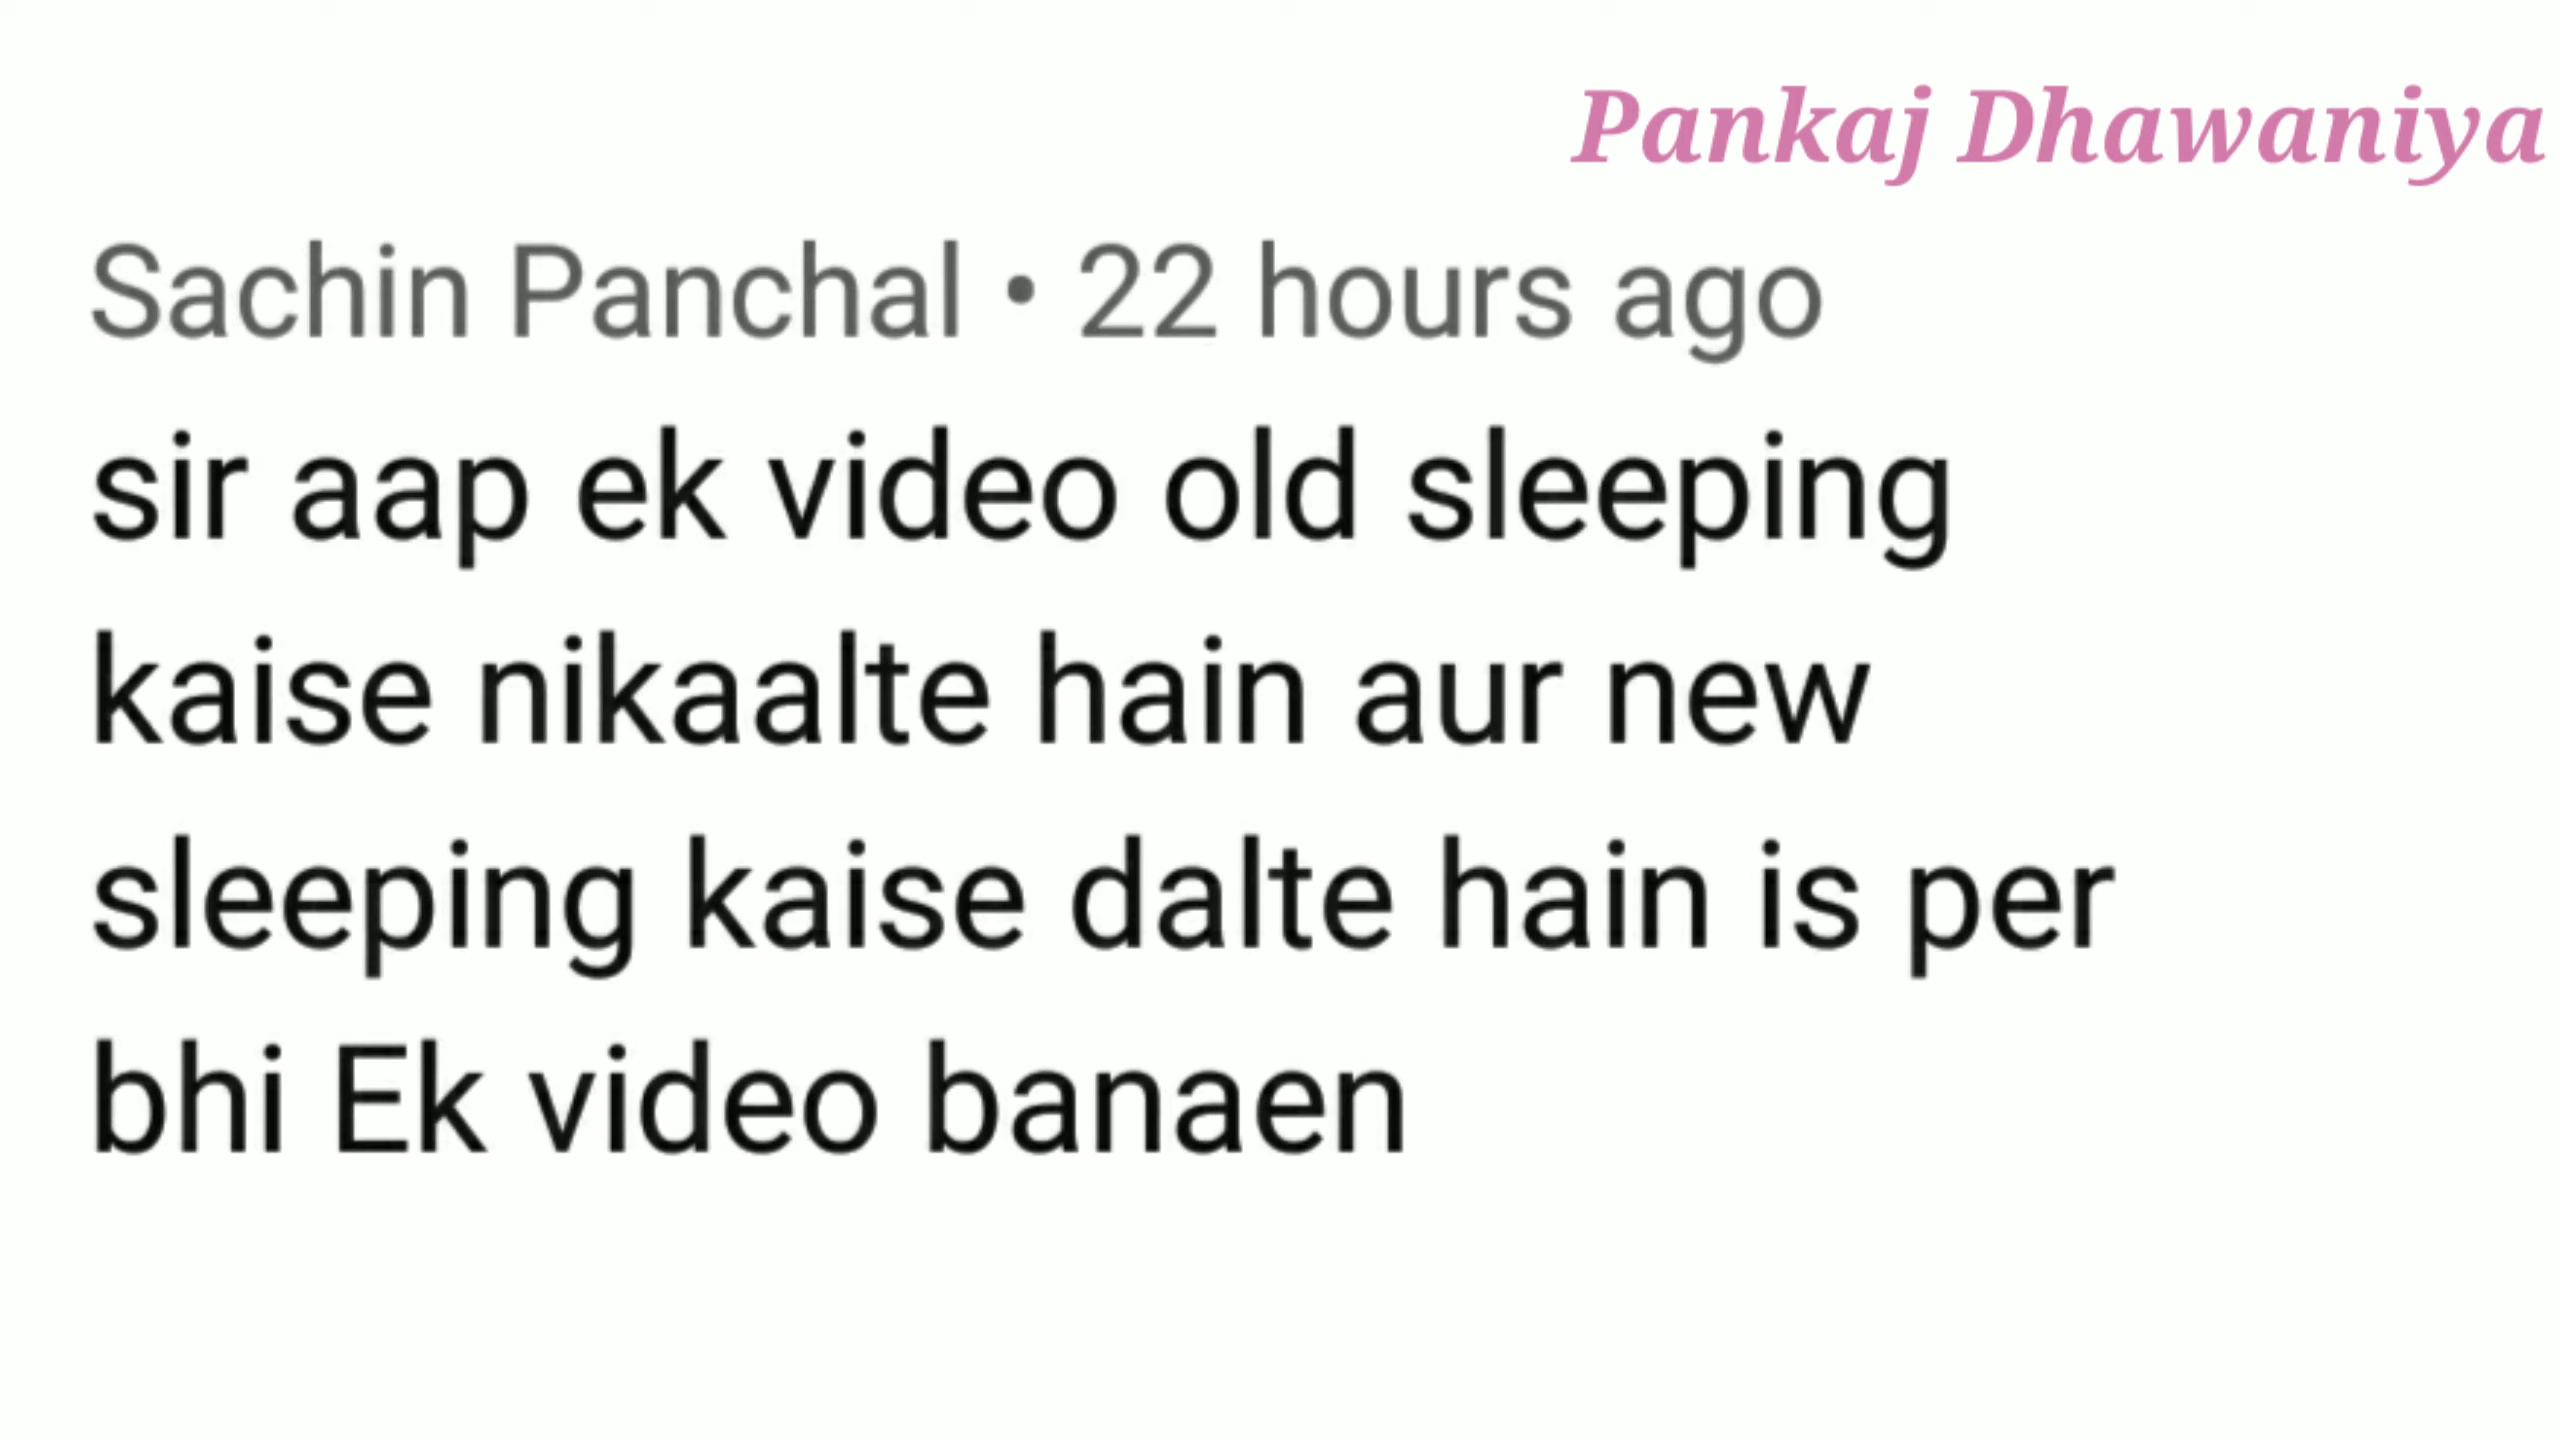 Pankaj Dhawaniya
Sachin Panchal • 22 hours ago
sir aap ek video old sleeping
kaise nikaalte hain aur new
sleeping kaise dalte hain is per
bhi Ek video banaen